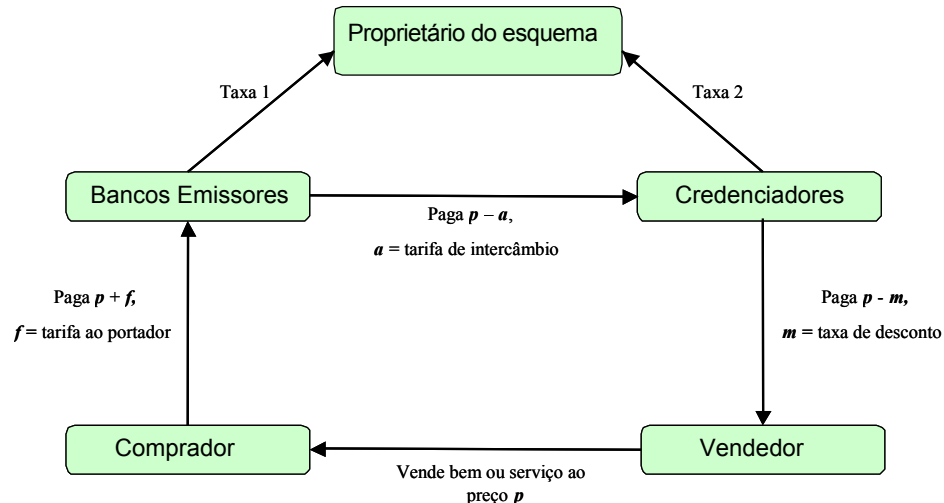 Proprietário do esquema
Taxa 1
Taxa 2
Bancos Emissores
Credenciadores
Paga p – a,
a = tarifa de intercâmbio
Paga p + f,
f = tarifa ao portador
Paga p - m,
m = taxa de desconto
Comprador
Vendedor
Vende bem ou serviço ao
preço p